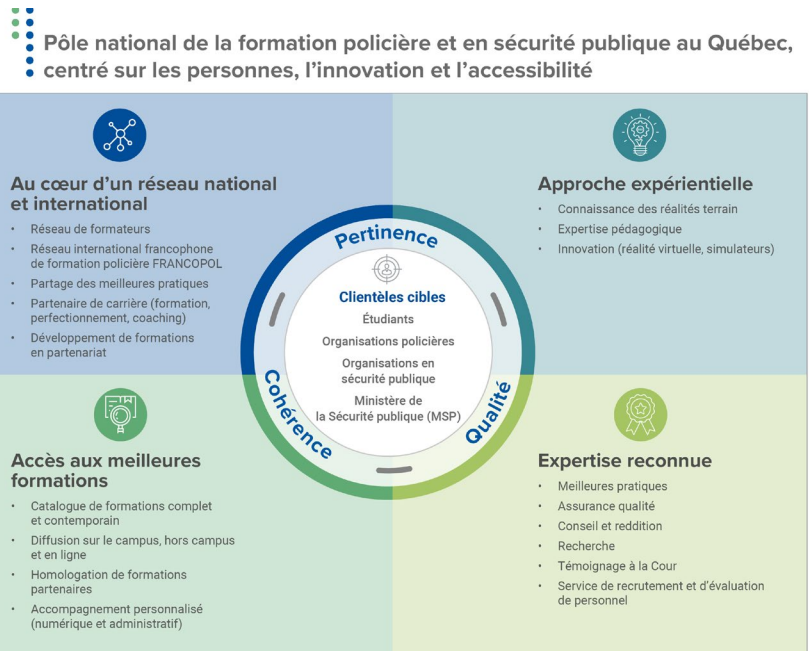 Pôle national de la formation policière et en sécurité publique au Québec,
centré sur les personnes, l'innovation et l'accessibilité
Au cœur d'un réseau national
et international
• Réseau de formateurs
• Réseau international francophone
de formation policière FRANCOPOL
• Partage des meilleures pratiques
• Partenaire de carrière (formation,
perfectionnement, coaching)
• Développement de formations
en partenariat
Approche expérientielle
• Connaissance des réalités terrain
• Expertise pédagogique
• Innovation (réalité virtuelle, simulateurs)
Pertinence
Clientèles cibles
Étudiants
Organisations policières
Organisations en
sécurité publique
Ministère de
la Sécurité publique (MSP)
Cohérence
Qualité
Accès aux meilleures
formations
• Catalogue de formations complet
et contemporain
• Diffusion sur le campus, hors campus
et en ligne
• Homologation de formations
partenaires
• Accompagnement personnalisé
(numérique et administratif)
Expertise reconnue
• Meilleures pratiques
• Assurance qualité
• Conseil et reddition
• Recherche
• Témoignage à la Cour
• Service de recrutement et d'évaluation
de personnel